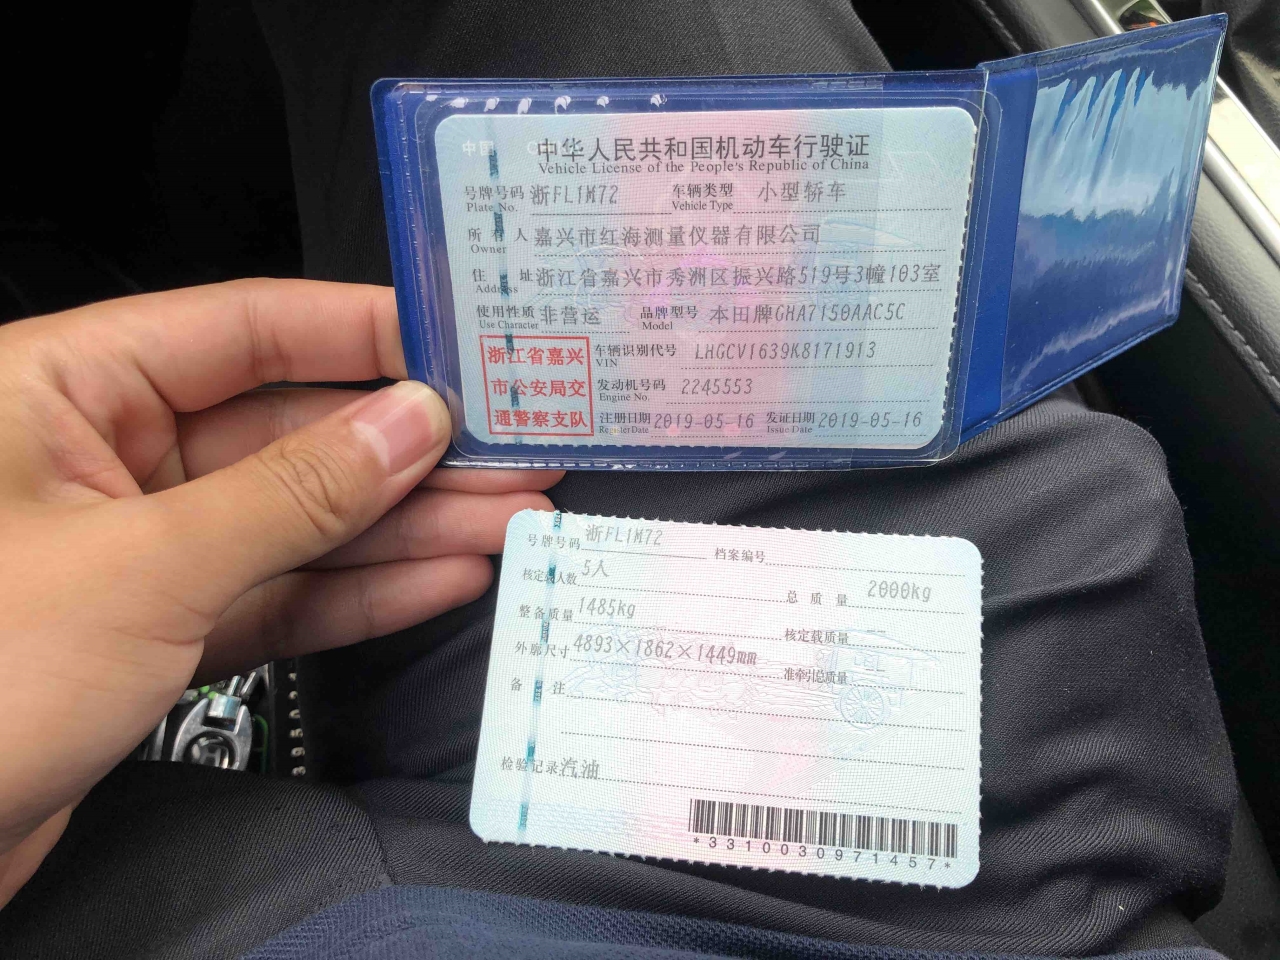 中国
中华人民共和国机动车行驶证
Vehicle License of the People's Republic of China
号牌号码 浙FL1M72 车辆类型 小型轿车
Plate No. Vehicle Type
所有人 嘉兴市红海测量仪器有限公司
Owner
住址 浙江省嘉兴市秀洲区振兴路519号3幢103室
Address
使用性质 非营运 品牌型号 本田牌GHA7150AAC5C
Use Character Model
浙江省嘉兴
市公安局交
通警察支队
车辆识别代号 LHGCV1639K8171913
VIN
发动机号码 2245553
Engine No.
注册日期 2019-05-16 发证日期 2019-05-16
Register Date Issue Date
号牌号码 浙FL1M72 档案编号
核定载人数 5人 总质量 2000kg
整备质量 1485kg 核定载质量
外廓尺寸 4893×1862×1449mm 准牵引总质量
备注
检验记录 汽油
*3310030971457*